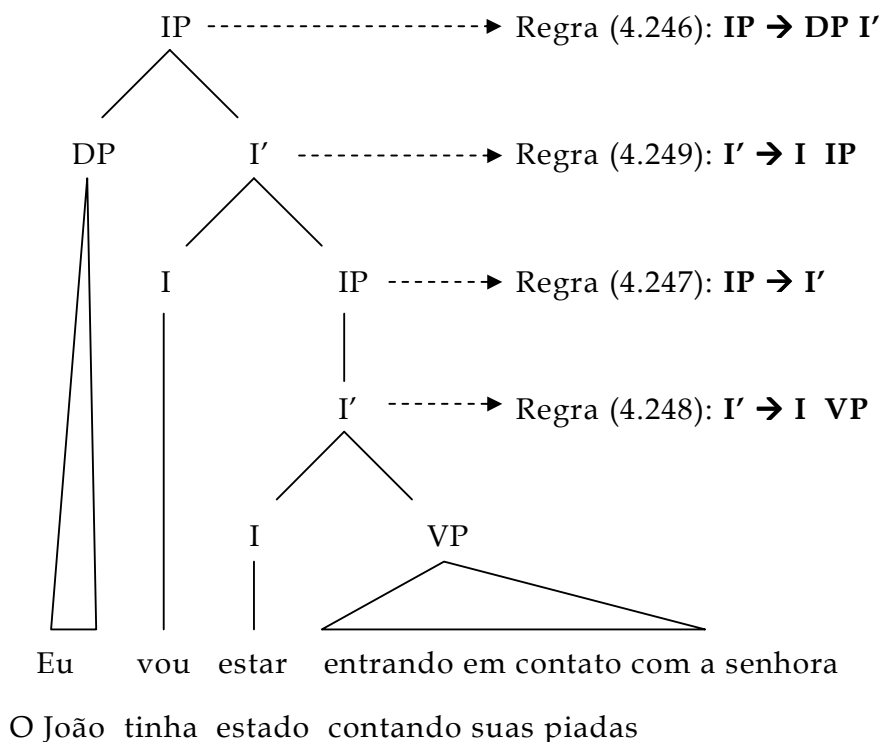 IP Regra (4.246): IP → DP I’
DP I’ Regra (4.249): I’ → I IP
I IP Regra (4.247): IP → I’
I’ Regra (4.248): I’ → I VP
I VP
Eu vou estar entrando em contato com a senhora
O João tinha estado contando suas piadas